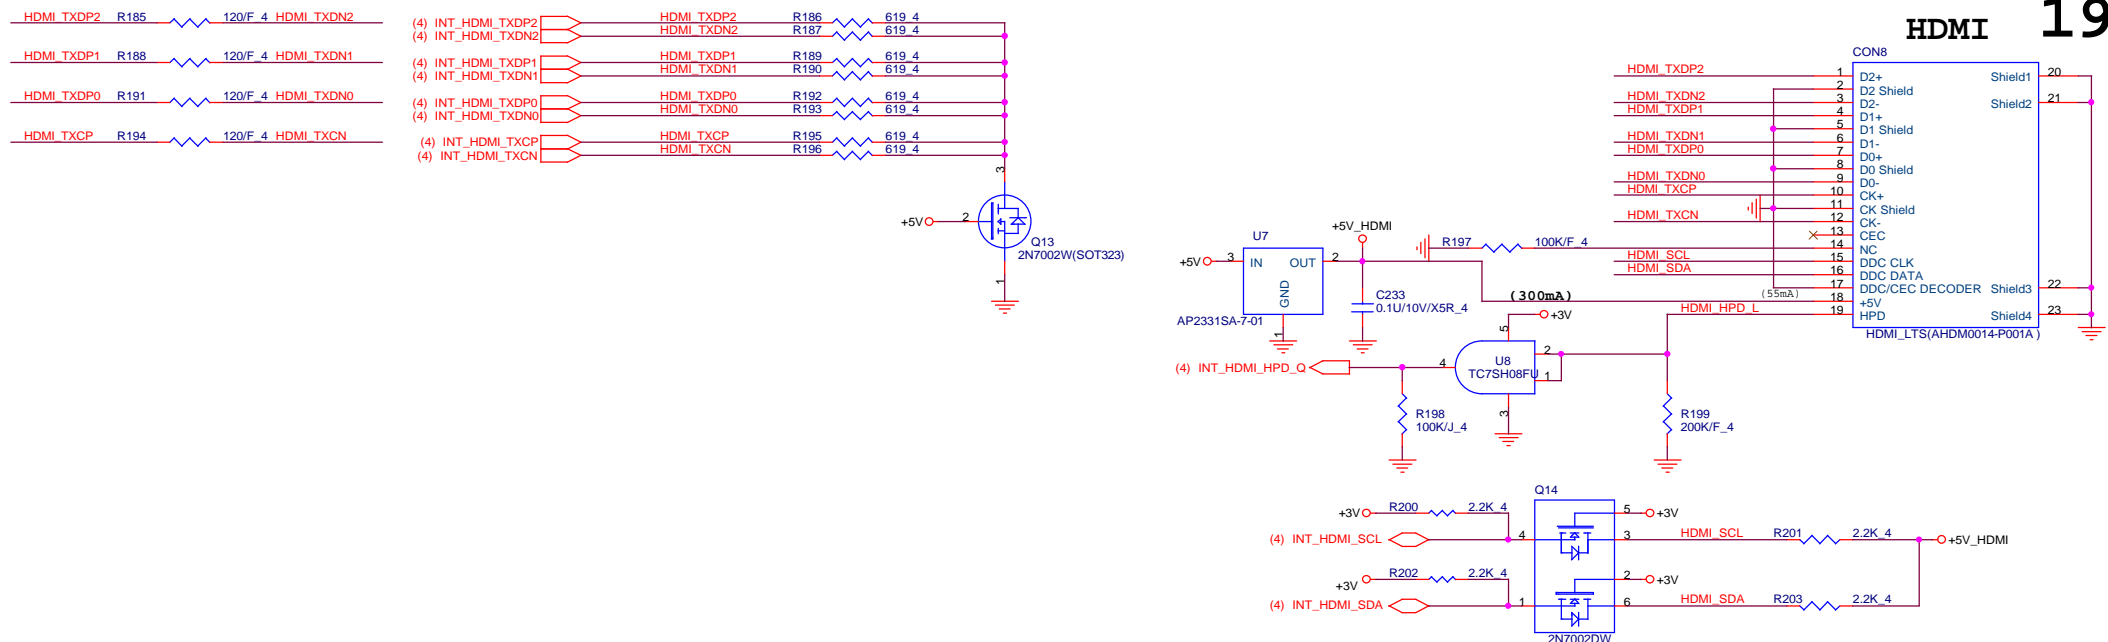 HDMI
19
HDMI_TXDP2 R185 120/F_4 HDMI_TXDN2
HDMI_TXDP1 R188 120/F_4 HDMI_TXDN1
HDMI_TXDP0 R191 120/F_4 HDMI_TXDN0
HDMI_TXCP R194 120/F_4 HDMI_TXCN
(4) INT_HDMI_TXDP2 HDMI_TXDP2 R186 619_4
(4) INT_HDMI_TXDN2 HDMI_TXDN2 R187 619_4
(4) INT_HDMI_TXDP1 HDMI_TXDP1 R189 619_4
(4) INT_HDMI_TXDN1 HDMI_TXDN1 R190 619_4
(4) INT_HDMI_TXDP0 HDMI_TXDP0 R192 619_4
(4) INT_HDMI_TXDN0 HDMI_TXDN0 R193 619_4
(4) INT_HDMI_TXCP HDMI_TXCP R195 619_4
(4) INT_HDMI_TXCN HDMI_TXCN R196 619_4
3
+5V 2
Q13
2N7002W(SOT323)
1
CON8
HDMI_TXDP2 1 D2+ Shield1 20
2 D2 Shield
HDMI_TXDN2 3 D2- Shield2 21
HDMI_TXDP1 4 D1+
5 D1 Shield
HDMI_TXDN1 6 D1-
HDMI_TXDP0 7 D0+
8 D0 Shield
HDMI_TXDN0 9 D0-
HDMI_TXCP 10 CK+
11 CK Shield
HDMI_TXCN 12 CK-
13 CEC
R197 100K/F_4 14 NC
HDMI_SCL 15 DDC CLK
HDMI_SDA 16 DDC DATA
17 DDC/CEC DECODER Shield3 22
(55mA) 18 +5V
HDMI_HPD_L 19 HPD Shield4 23
HDMI_LTS(AHDM0014-P001A )
U7
+5V_HDMI
+5V 3 IN OUT 2
GND
1
AP2331SA-7-01
C233
0.1U/10V/X5R_4
(300mA)
+3V
5
(4) INT_HDMI_HPD_Q 4 U8 2
TC7SH08FU 1
3
R198
100K/J_4
R199
200K/F_4
Q14
+3V R200 2.2K_4 5 +3V
(4) INT_HDMI_SCL 4 3 HDMI_SCL R201 2.2K_4 +5V_HDMI
+3V R202 2.2K_4 2 +3V
(4) INT_HDMI_SDA 1 6 HDMI_SDA R203 2.2K_4
2N7002DW